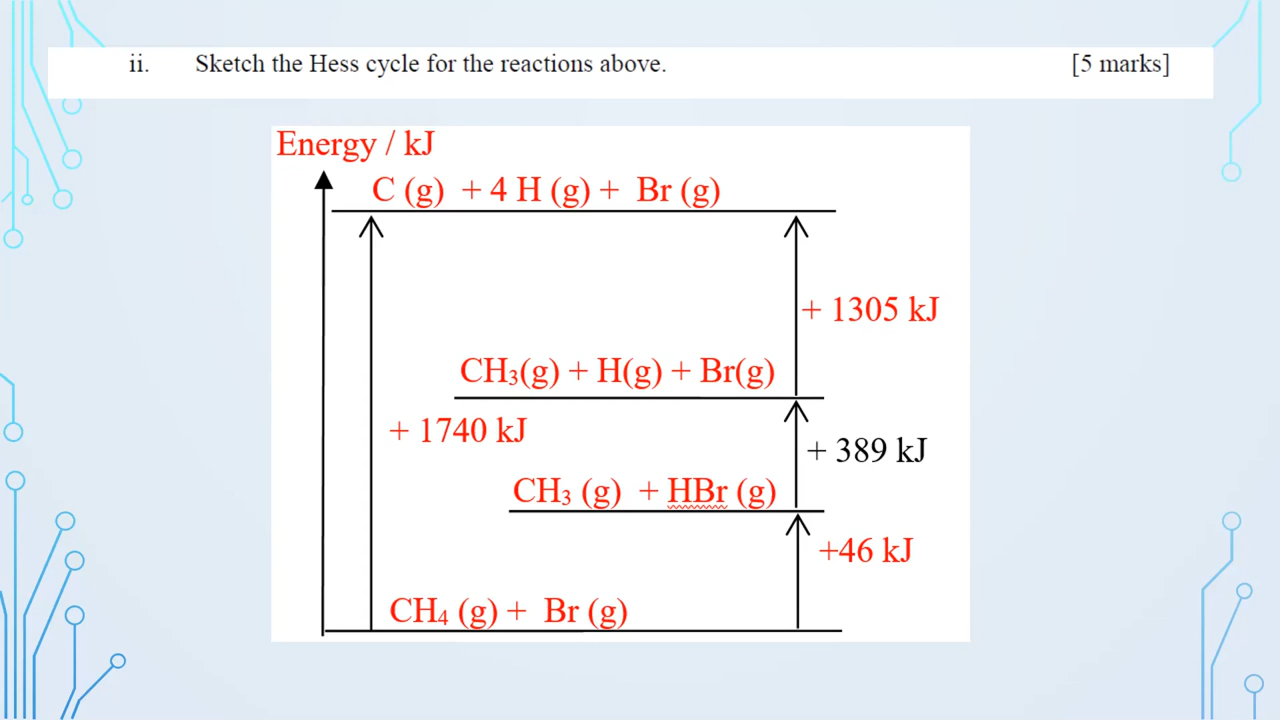 ii. Sketch the Hess cycle for the reactions above. [5 marks]
Energy / kJ
C (g) + 4 H (g) + Br (g)
+ 1305 kJ
CH₃(g) + H(g) + Br(g)
+ 1740 kJ
+ 389 kJ
CH₃ (g) + HBr (g)
+46 kJ
CH₄ (g) + Br (g)